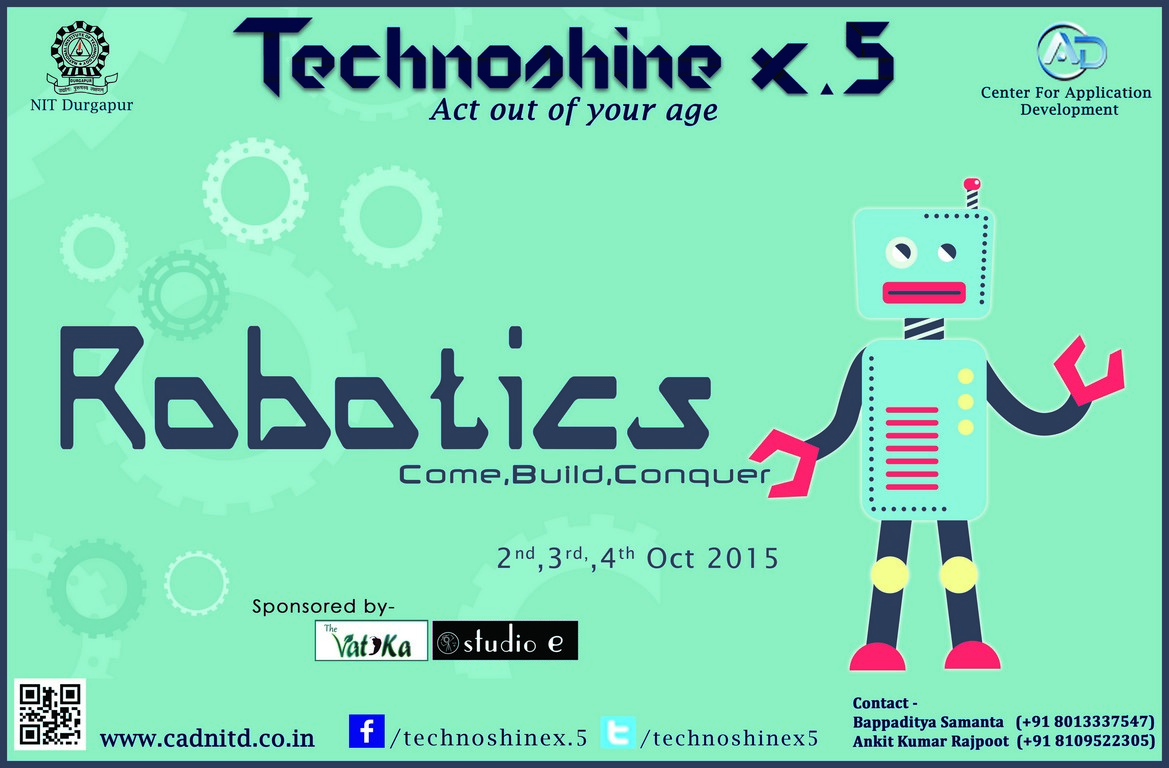 Technoshine x.5
Act out of your age
DURGAPUR
NIT Durgapur
AD
Center For Application
Development
Robotics
Come,Build,Conquer
2nd,3rd,,4th Oct 2015
Sponsored by-
The
Vatika
studio e
www.cadnitd.co.in
f /technoshinex.5
t /technoshinex5
Contact -
Bappaditya Samanta (+91 8013337547)
Ankit Kumar Rajpoot (+91 8109522305)